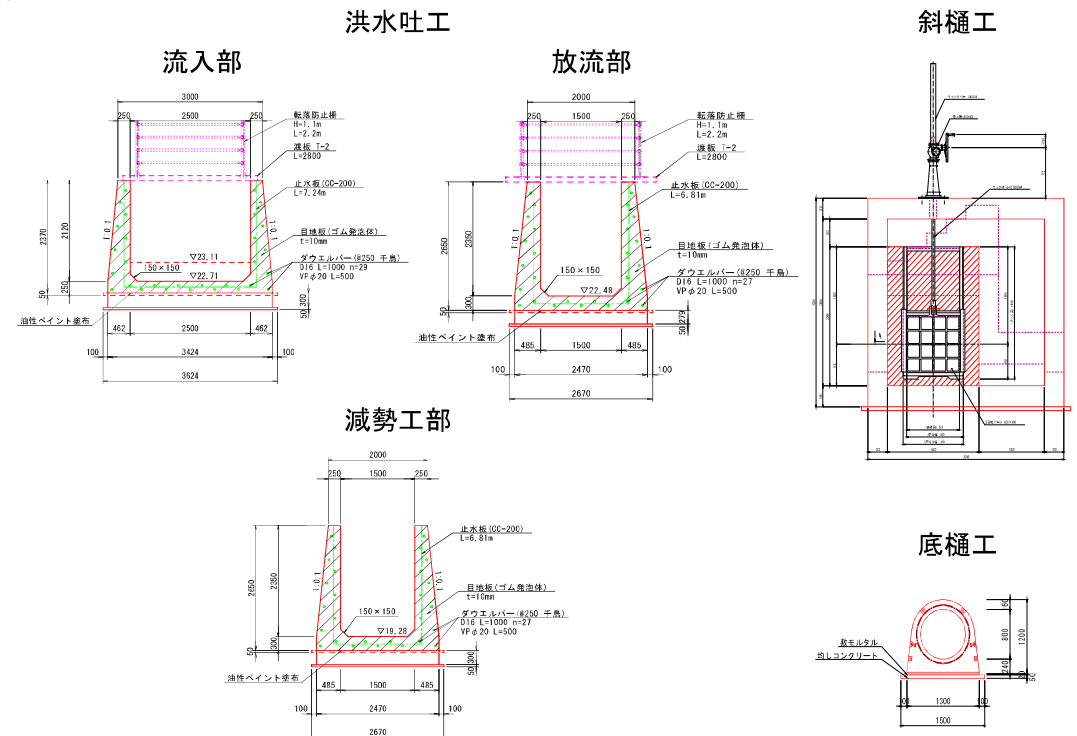 洪水吐工
流入部
3000
250
2500
250
転落防止柵
H=1.1m
L=2.2m
渡板 T-2
L=2800
止水板(CC-200)
L=7.24m
目地板(ゴム発泡体)
t=10mm
ダウエルバー(@250 千鳥)
D16 L=1000 n=29
VPφ20 L=500
1:0.1
1:0.1
2370
2120
250
50
▽23.11
150×150
▽22.71
300
50
油性ペイント塗布
462
2500
462
100
3424
100
3624
放流部
2000
250
1500
250
転落防止柵
H=1.1m
L=2.2m
渡板 T-2
L=2800
止水板(CC-200)
L=6.81m
目地板(ゴム発泡体)
t=10mm
ダウエルバー(@250 千鳥)
D16 L=1000 n=27
VPφ20 L=500
1:0.1
1:0.1
2650
2350
300
50
150×150
▽22.48
279
50
油性ペイント塗布
485
1500
485
100
2470
100
2670
減勢工部
2000
250
1500
250
止水板(CC-200)
L=6.81m
目地板(ゴム発泡体)
t=10mm
ダウエルバー(@250 千鳥)
D16 L=1000 n=27
VPφ20 L=500
1:0.1
1:0.1
2650
2350
300
50
150×150
▽19.28
300
50
油性ペイント塗布
485
1500
485
100
2470
100
2670
斜樋工
底樋工
敷モルタル
均しコンクリート
60
800
240
1200
20
50
100
1300
100
1500